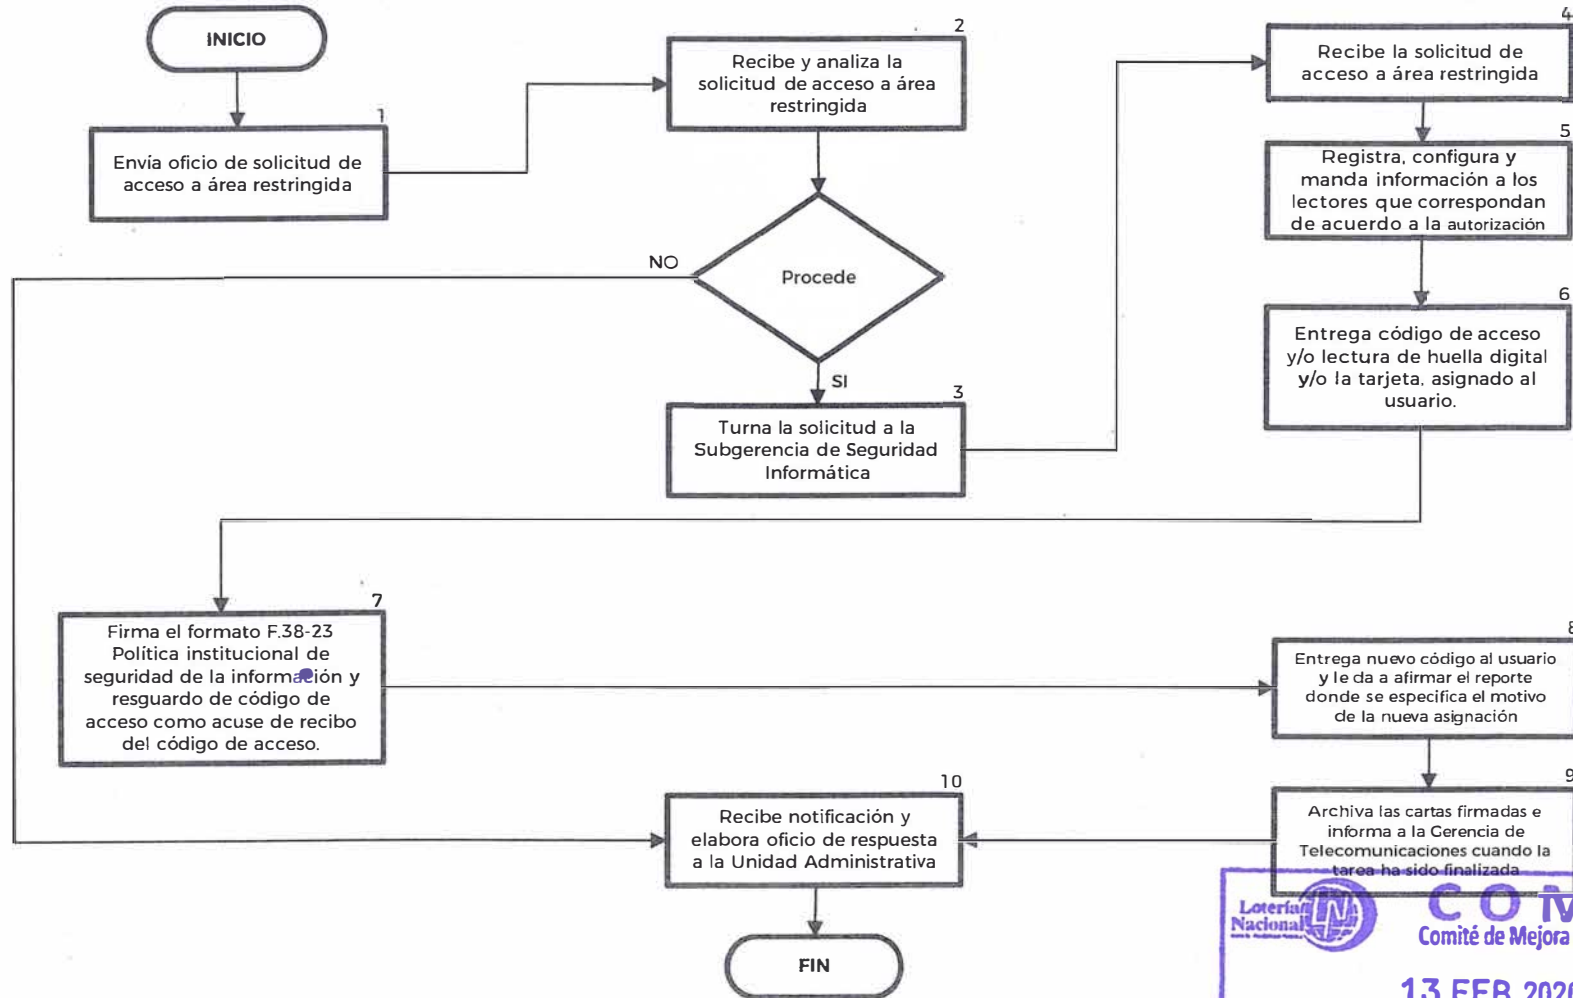 INICIO
1
Envía oficio de solicitud de
acceso a área restringida
2
Recibe y analiza la
solicitud de acceso a área
restringida
Procede
NO
SI
3
Turna la solicitud a la
Subgerencia de Seguridad
Informática
4
Recibe la solicitud de
acceso a área restringida
5
Registra, configura y
manda información a los
lectores que correspondan
de acuerdo a la autorización
6
Entrega código de acceso
y/o lectura de huella digital
y/o la tarjeta, asignado al
usuario.
7
Firma el formato F.38-23
Política institucional de
seguridad de la información y
resguardo de código de
acceso como acuse de recibo
del código de acceso.
8
Entrega nuevo código al usuario
y le da a afirmar el reporte
donde se especifica el motivo
de la nueva asignación
9
Archiva las cartas firmadas e
informa a la Gerencia de
Telecomunicaciones cuando la
tarea ha sido finalizada
10
Recibe notificación y
elabora oficio de respuesta
a la Unidad Administrativa
FIN
Lotería
Nacional
LN
COM
Comité de Mejora
13 FEB 2020